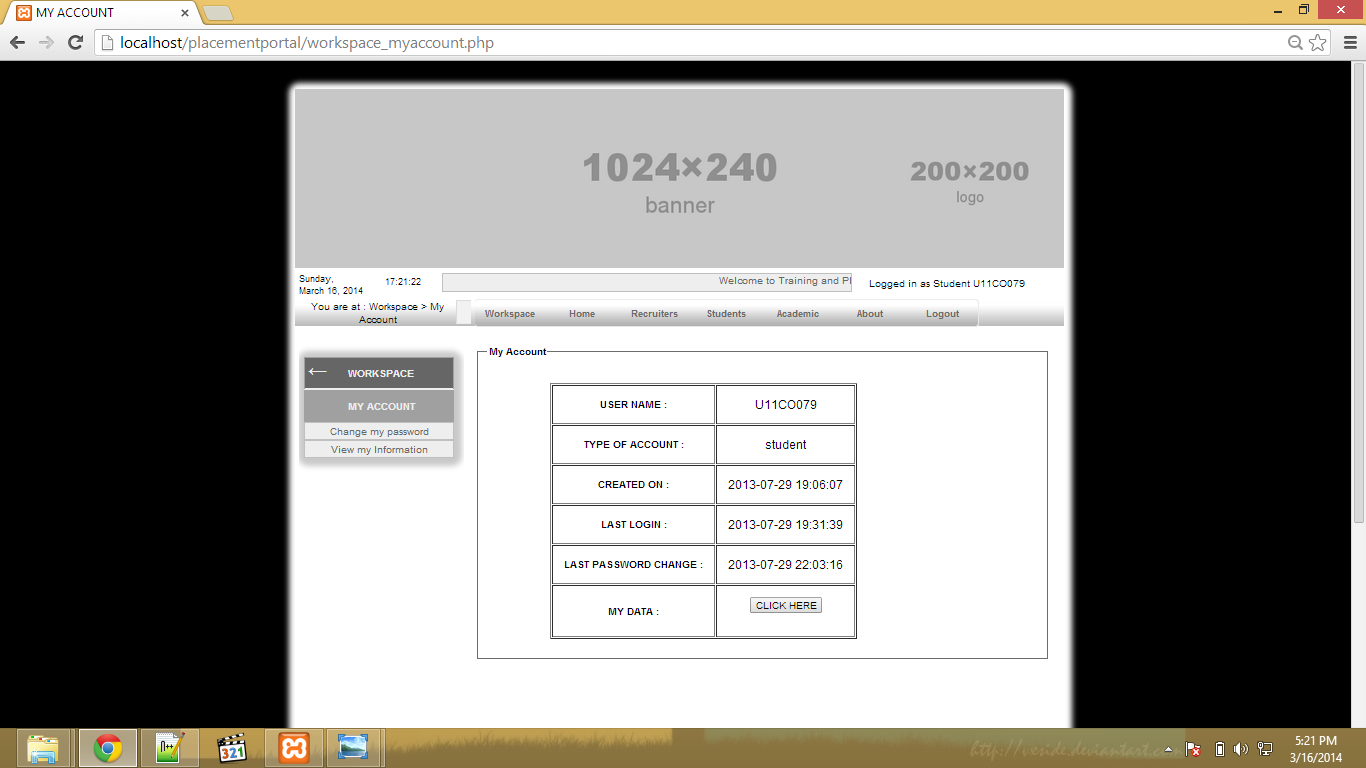 MY ACCOUNT
localhost/placementportal/workspace_myaccount.php
1024×240
banner
200×200
logo
Sunday,
March 16, 2014
17:21:22
Welcome to Training and Pl
Logged in as Student U11CO079
You are at : Workspace > My
Account
Workspace Home Recruiters Students Academic About Logout
← WORKSPACE
MY ACCOUNT
Change my password
View my Information
My Account
USER NAME : U11CO079
TYPE OF ACCOUNT : student
CREATED ON : 2013-07-29 19:06:07
LAST LOGIN : 2013-07-29 19:31:39
LAST PASSWORD CHANGE : 2013-07-29 22:03:16
MY DATA : CLICK HERE
321
http://veside.deviantart.com
5:21 PM
3/16/2014